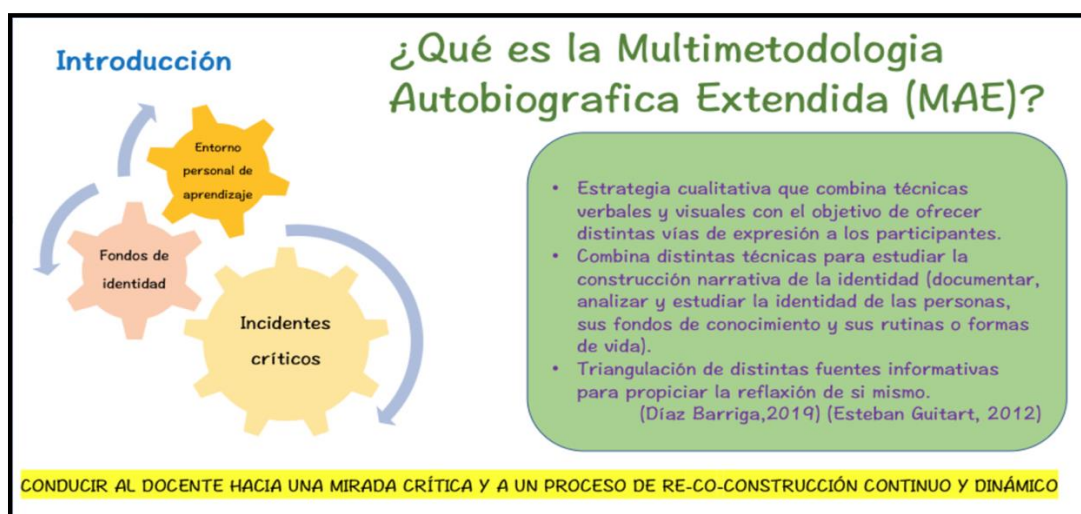 Introducción
¿Qué es la Multimetodologia
Autobiografica Extendida (MAE)?
Entorno
personal de
aprendizaje
Fondos de
identidad
Incidentes
críticos
• Estrategia cualitativa que combina técnicas
verbales y visuales con el objetivo de ofrecer
distintas vías de expresión a los participantes.
• Combina distintas técnicas para estudiar la
construcción narrativa de la identidad (documentar,
analizar y estudiar la identidad de las personas,
sus fondos de conocimiento y sus rutinas o formas
de vida).
• Triangulación de distintas fuentes informativas
para propiciar la reflaxión de si mismo.
(Díaz Barriga,2019) (Esteban Guitart, 2012)
CONDUCIR AL DOCENTE HACIA UNA MIRADA CRÍTICA Y A UN PROCESO DE RE-CO-CONSTRUCCIÓN CONTINUO Y DINÁMICO